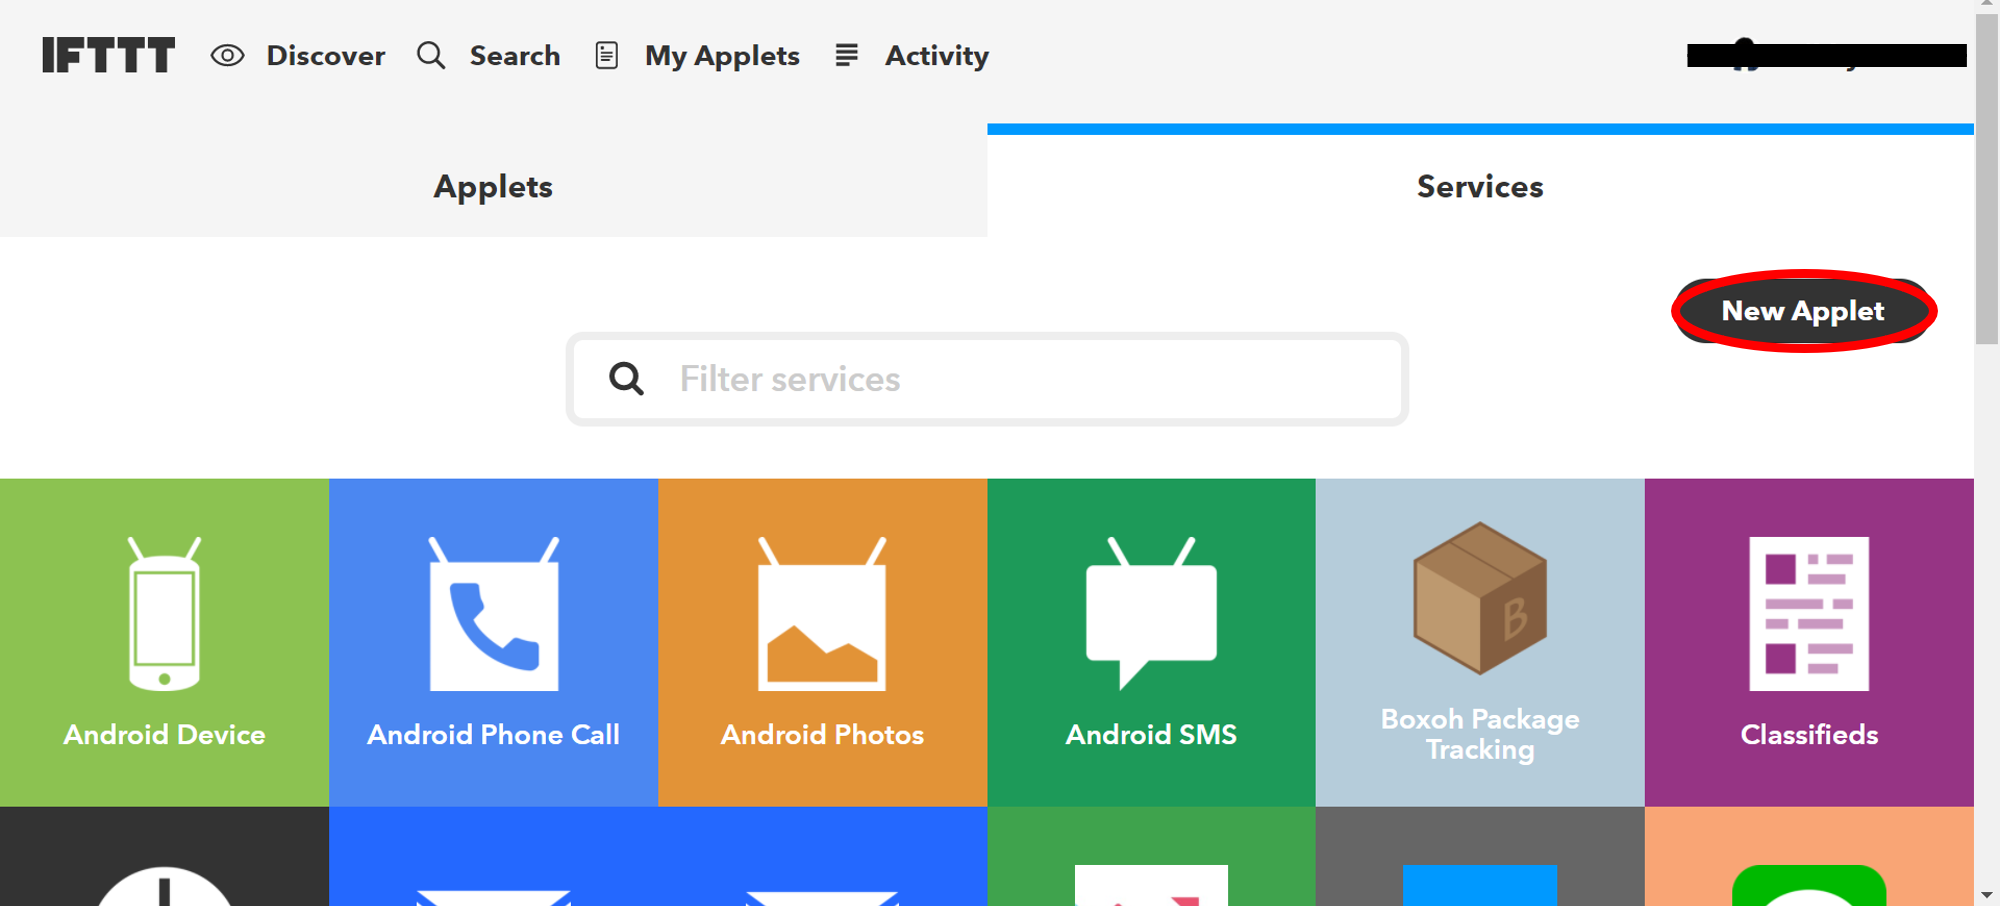 IFTTT Discover Search My Applets Activity
Applets Services
New Applet
Filter services
Android Device Android Phone Call Android Photos Android SMS Boxoh Package Tracking Classifieds
B